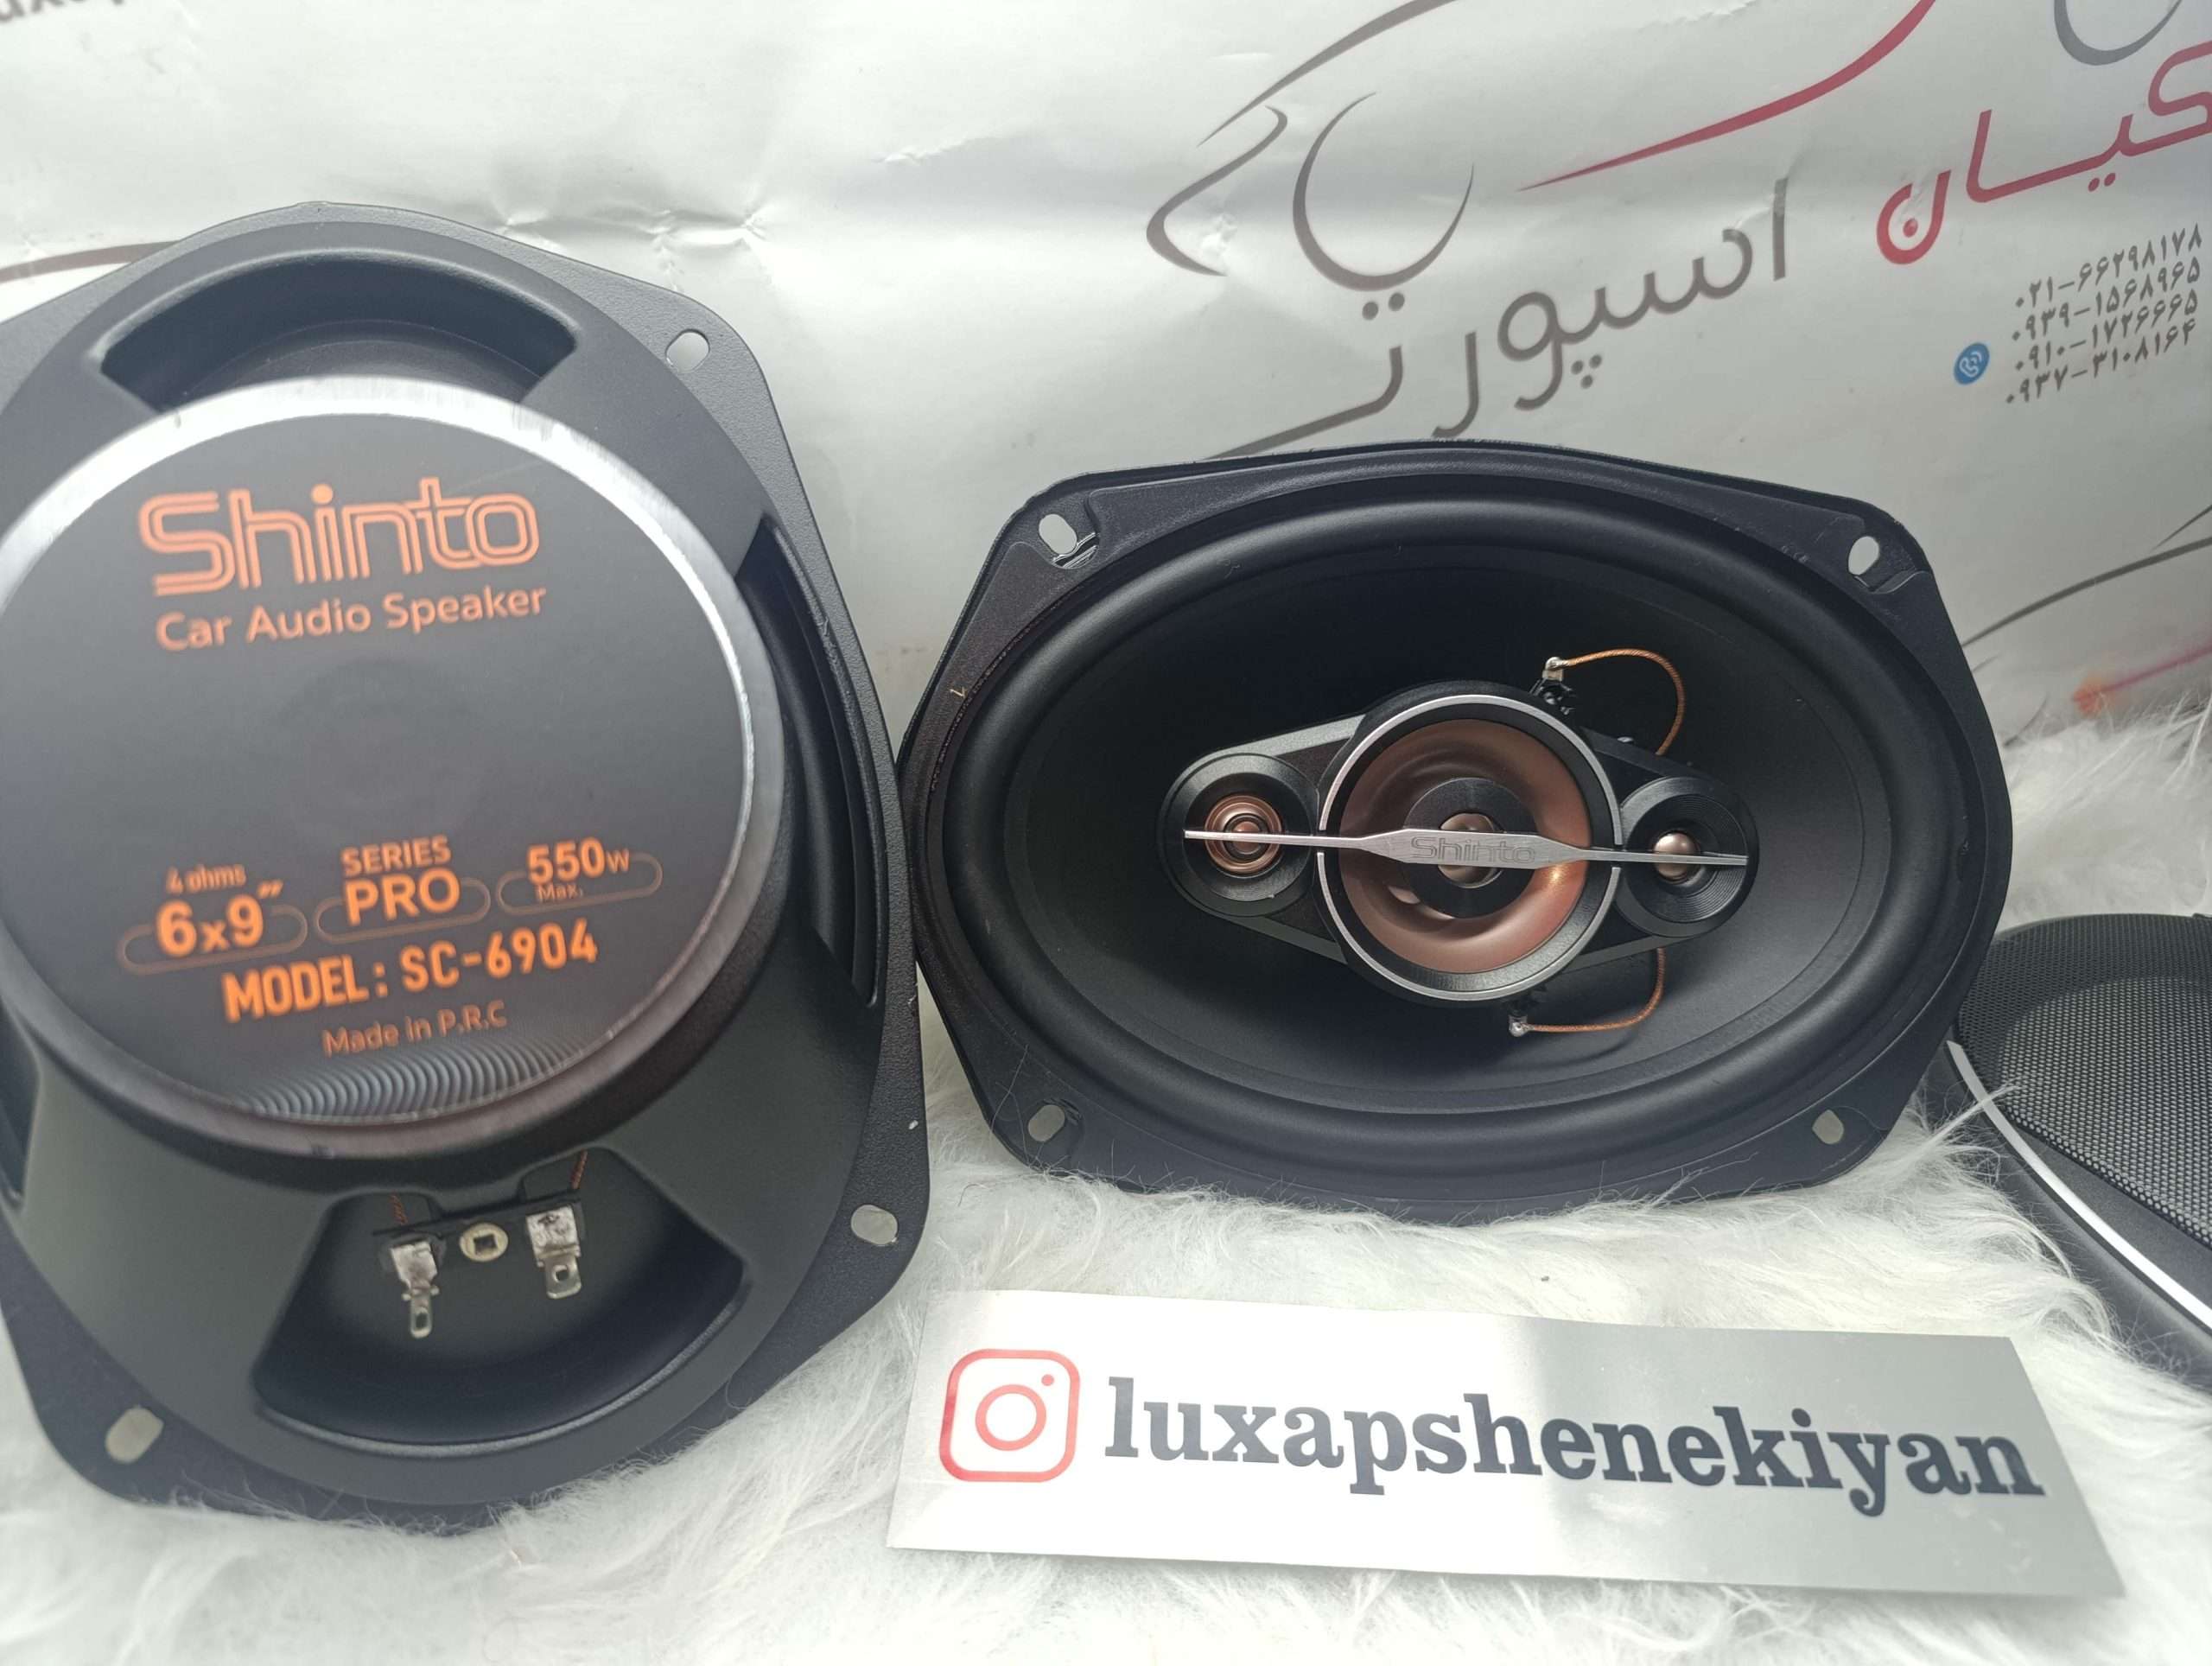 کیان
اسپورت
۰۲۱-۶۶۲۹۸۱۷۸
۰۹۳۹-۱۵۶۸۹۶۵
۰۹۱۰-۱۷۲۶۶۶۵
۰۹۳۷-۳۱۰۸۱۶۴
Shinto
Car Audio Speaker
4 ohms
6x9"
SERIES
PRO
550W
Max.
MODEL: SC-6904
Made in P.R.C
Shinto
luxapshenekiyan